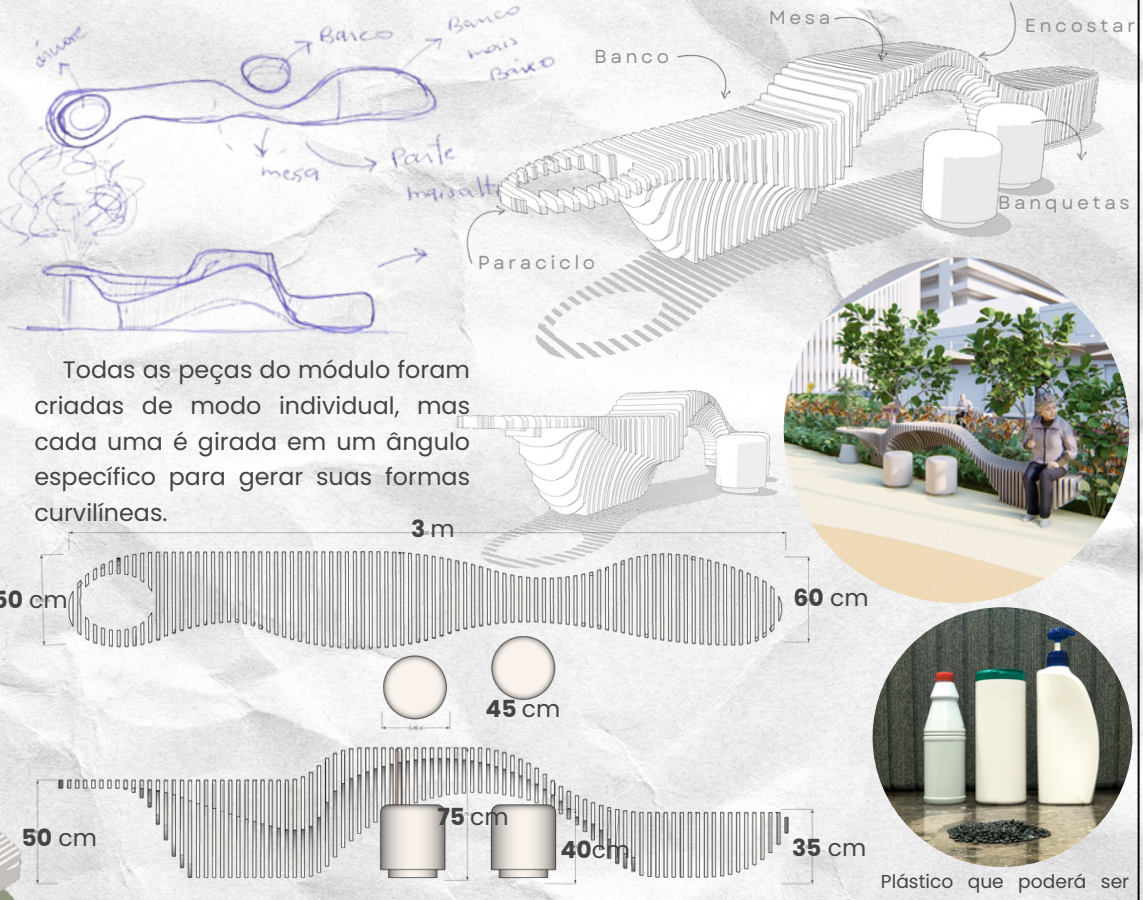 árvore
Banco
Banco
mais
Baixo
mesa
Parte
mais alta
Mesa
Encostar
Banco
Banquetas
Paraciclo
Todas as peças do módulo foram
criadas de modo individual, mas
cada uma é girada em um ângulo
específico para gerar suas formas
curvilíneas.
3 m
50 cm
60 cm
45 cm
75 cm
50 cm
40cm
35 cm
Plástico que poderá ser